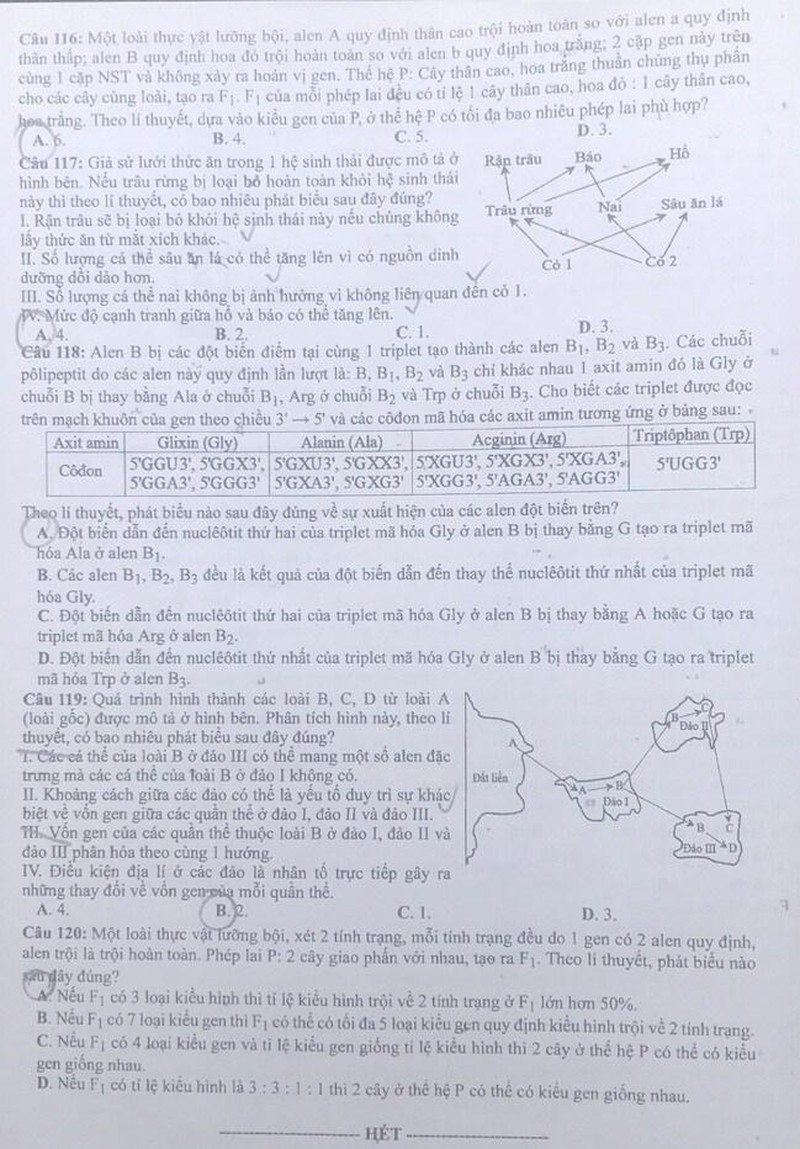 Câu 116: Một loài thực vật lưỡng bội, alen A quy định thân cao trội hoàn toàn so với alen a quy định
thân thấp; alen B quy định hoa đỏ trội hoàn toàn so với alen b quy định hoa trắng; 2 cặp gen này trên
cùng 1 cặp NST và không xảy ra hoán vị gen. Thế hệ P: Cây thân cao, hoa trắng thuần chủng thụ phấn
cho các cây cùng loài, tạo ra F1. F1 của mỗi phép lai đều có tỉ lệ 1 cây thân cao, hoa đỏ : 1 cây thân cao,
hoa trắng. Theo lí thuyết, dựa vào kiểu gen của P, ở thế hệ P có tối đa bao nhiêu phép lai phù hợp?
A. 6. B. 4. C. 5. D. 3.
Câu 117: Giả sử lưới thức ăn trong 1 hệ sinh thái được mô tả ở
hình bên. Nếu trâu rừng bị loại bỏ hoàn toàn khỏi hệ sinh thái
này thì theo lí thuyết, có bao nhiêu phát biểu sau đây đúng?
I. Rận trâu sẽ bị loại bỏ khỏi hệ sinh thái này nếu chúng không
lấy thức ăn từ mắt xích khác.
II. Số lượng cá thể sâu ăn lá có thể tăng lên vì có nguồn dinh
dưỡng dồi dào hơn.
III. Số lượng cá thể nai không bị ảnh hưởng vì không liên quan đến cỏ 1.
IV. Mức độ cạnh tranh giữa hổ và báo có thể tăng lên.
A. 4. B. 2. C. 1. D. 3.
Rận trâu Báo Hổ
Trâu rừng Nai Sâu ăn lá
Cỏ 1 Cỏ 2
Câu 118: Alen B bị các đột biến điểm tại cùng 1 triplet tạo thành các alen B1, B2 và B3. Các chuỗi
pôlipeptit do các alen này quy định lần lượt là: B, B1, B2 và B3 chỉ khác nhau 1 axit amin đó là Gly ở
chuỗi B bị thay bằng Ala ở chuỗi B1, Arg ở chuỗi B2 và Trp ở chuỗi B3. Cho biết các triplet được đọc
trên mạch khuôn của gen theo chiều 3' → 5' và các côđon mã hóa các axit amin tương ứng ở bảng sau:
Axit amin Glixin (Gly) Alanin (Ala) Acginin (Arg) Triptôphan (Trp)
Côđon 5'GGU3', 5'GGX3', 5'GXU3', 5'GXX3', 5'XGU3', 5'XGX3', 5'XGA3', 5'UGG3'
5'GGA3', 5'GGG3' 5'GXA3', 5'GXG3' 5'XGG3', 5'AGA3', 5'AGG3'
Theo lí thuyết, phát biểu nào sau đây đúng về sự xuất hiện của các alen đột biến trên?
A. Đột biến dẫn đến nuclêôtit thứ hai của triplet mã hóa Gly ở alen B bị thay bằng G tạo ra triplet mã
hóa Ala ở alen B1.
B. Các alen B1, B2, B3 đều là kết quả của đột biến dẫn đến thay thế nuclêôtit thứ nhất của triplet mã
hóa Gly.
C. Đột biến dẫn đến nuclêôtit thứ hai của triplet mã hóa Gly ở alen B bị thay bằng A hoặc G tạo ra
triplet mã hóa Arg ở alen B2.
D. Đột biến dẫn đến nuclêôtit thứ nhất của triplet mã hóa Gly ở alen B bị thay bằng G tạo ra triplet
mã hóa Trp ở alen B3.
Câu 119: Quá trình hình thành các loài B, C, D từ loài A
(loài gốc) được mô tả ở hình bên. Phân tích hình này, theo lí
thuyết, có bao nhiêu phát biểu sau đây đúng?
I. Các cá thể của loài B ở đảo III có thể mang một số alen đặc
trưng mà các cá thể của loài B ở đảo I không có.
II. Khoảng cách giữa các đảo có thể là yếu tố duy trì sự khác
biệt về vốn gen giữa các quần thể ở đảo I, đảo II và đảo III.
III. Vốn gen của các quần thể thuộc loài B ở đảo I, đảo II và
đảo III phân hóa theo cùng 1 hướng.
IV. Điều kiện địa lí ở các đảo là nhân tố trực tiếp gây ra
những thay đổi về vốn gen của mỗi quần thể.
A. 4. B. 2. C. 1. D. 3.
B C
Đảo II
A
Đất liền
A B
Đảo I
B C
Đảo III D
Câu 120: Một loài thực vật lưỡng bội, xét 2 tính trạng, mỗi tính trạng đều do 1 gen có 2 alen quy định,
alen trội là trội hoàn toàn. Phép lai P: 2 cây giao phấn với nhau, tạo ra F1. Theo lí thuyết, phát biểu nào
sau đây đúng?
A. Nếu F1 có 3 loại kiểu hình thì tỉ lệ kiểu hình trội về 2 tính trạng ở F1 lớn hơn 50%.
B. Nếu F1 có 7 loại kiểu gen thì F1 có thể có tối đa 5 loại kiểu gen quy định kiểu hình trội về 2 tính trạng.
C. Nếu F1 có 4 loại kiểu gen và tỉ lệ kiểu gen giống tỉ lệ kiểu hình thì 2 cây ở thế hệ P có thể có kiểu
gen giống nhau.
D. Nếu F1 có tỉ lệ kiểu hình là 3 : 3 : 1 : 1 thì 2 cây ở thế hệ P có thể có kiểu gen giống nhau.
HẾT